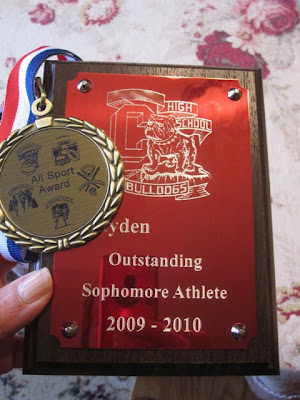 All Sport
Award
HIGH
SCHOOL
BULLDOGS
yden
Outstanding
Sophomore Athlete
2009 - 2010